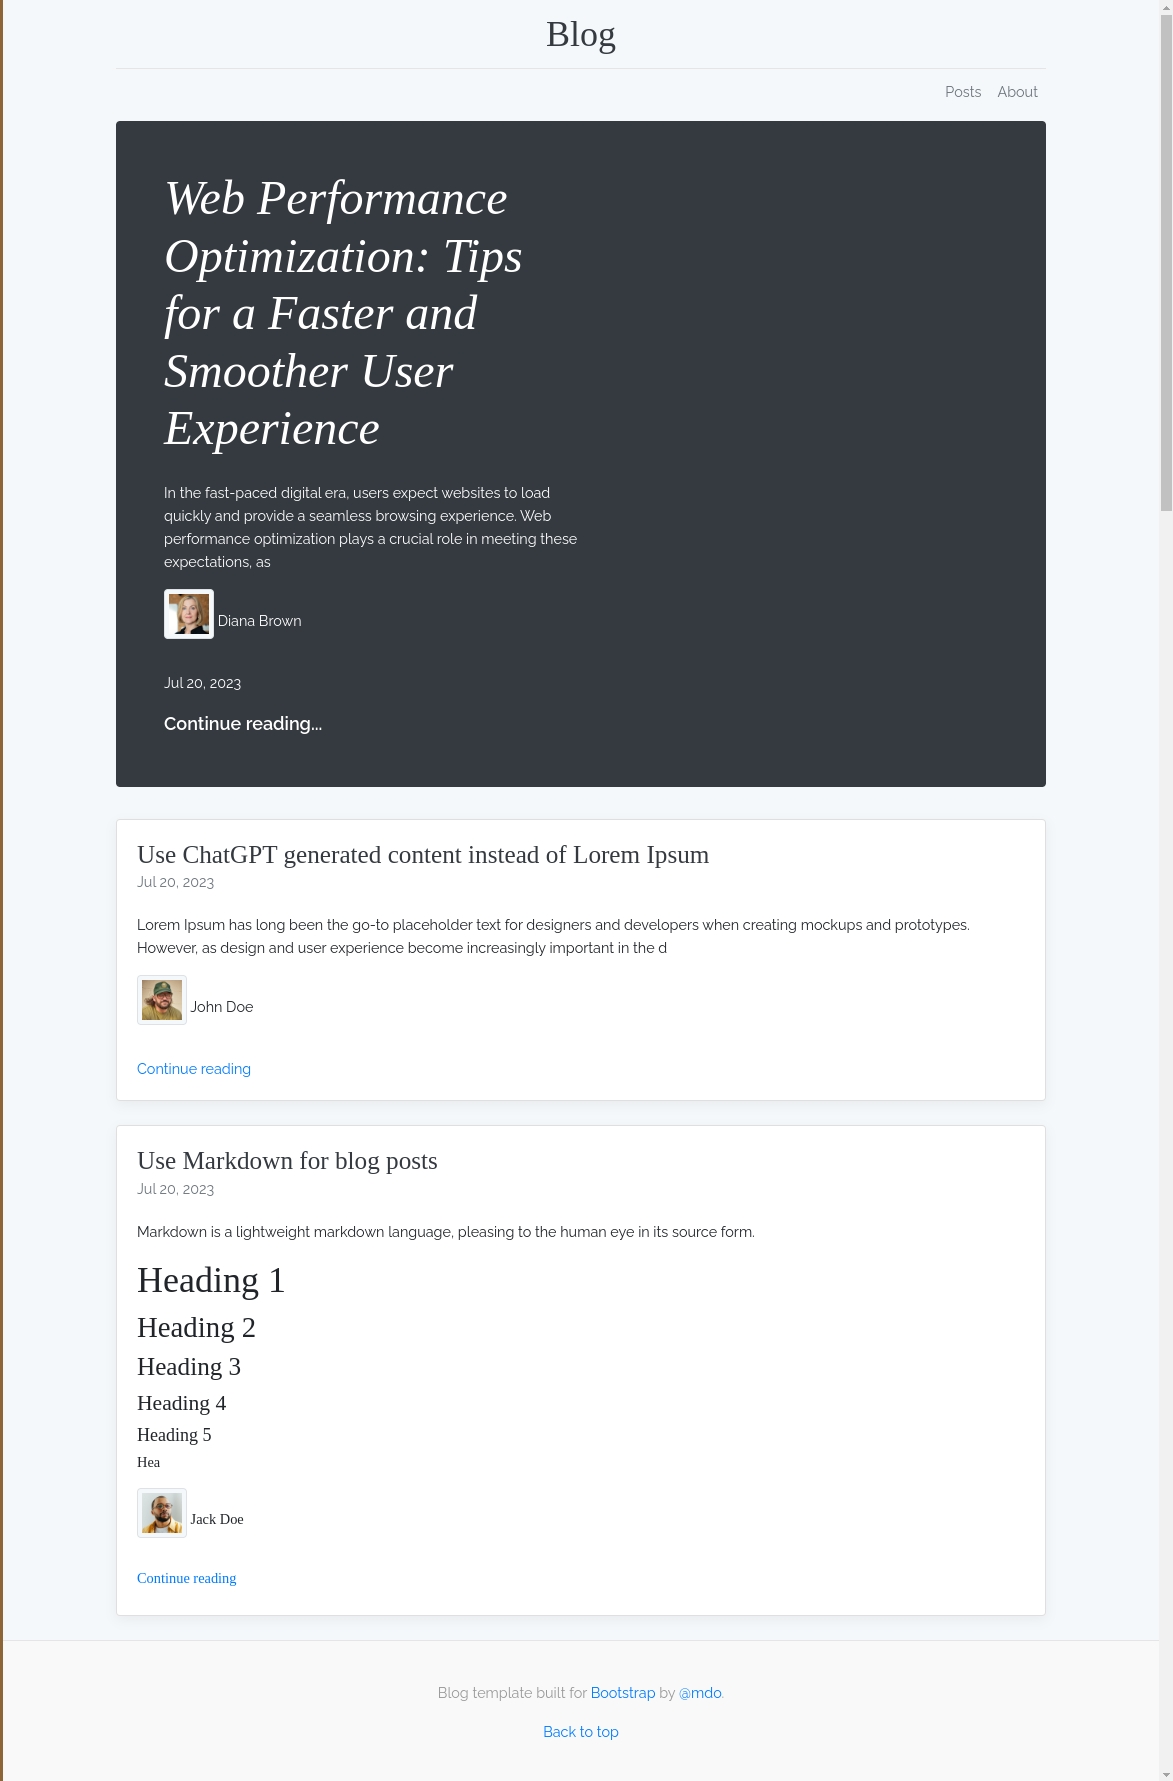 Blog
Posts About
Web Performance
Optimization: Tips
for a Faster and
Smoother User
Experience
In the fast-paced digital era, users expect websites to load
quickly and provide a seamless browsing experience. Web
performance optimization plays a crucial role in meeting these
expectations, as
Diana Brown
Jul 20, 2023
Continue reading...
Use ChatGPT generated content instead of Lorem Ipsum
Jul 20, 2023
Lorem Ipsum has long been the go-to placeholder text for designers and developers when creating mockups and prototypes.
However, as design and user experience become increasingly important in the d
John Doe
Continue reading
Use Markdown for blog posts
Jul 20, 2023
Markdown is a lightweight markdown language, pleasing to the human eye in its source form.
Heading 1
Heading 2
Heading 3
Heading 4
Heading 5
Hea
Jack Doe
Continue reading
Blog template built for Bootstrap by @mdo.
Back to top